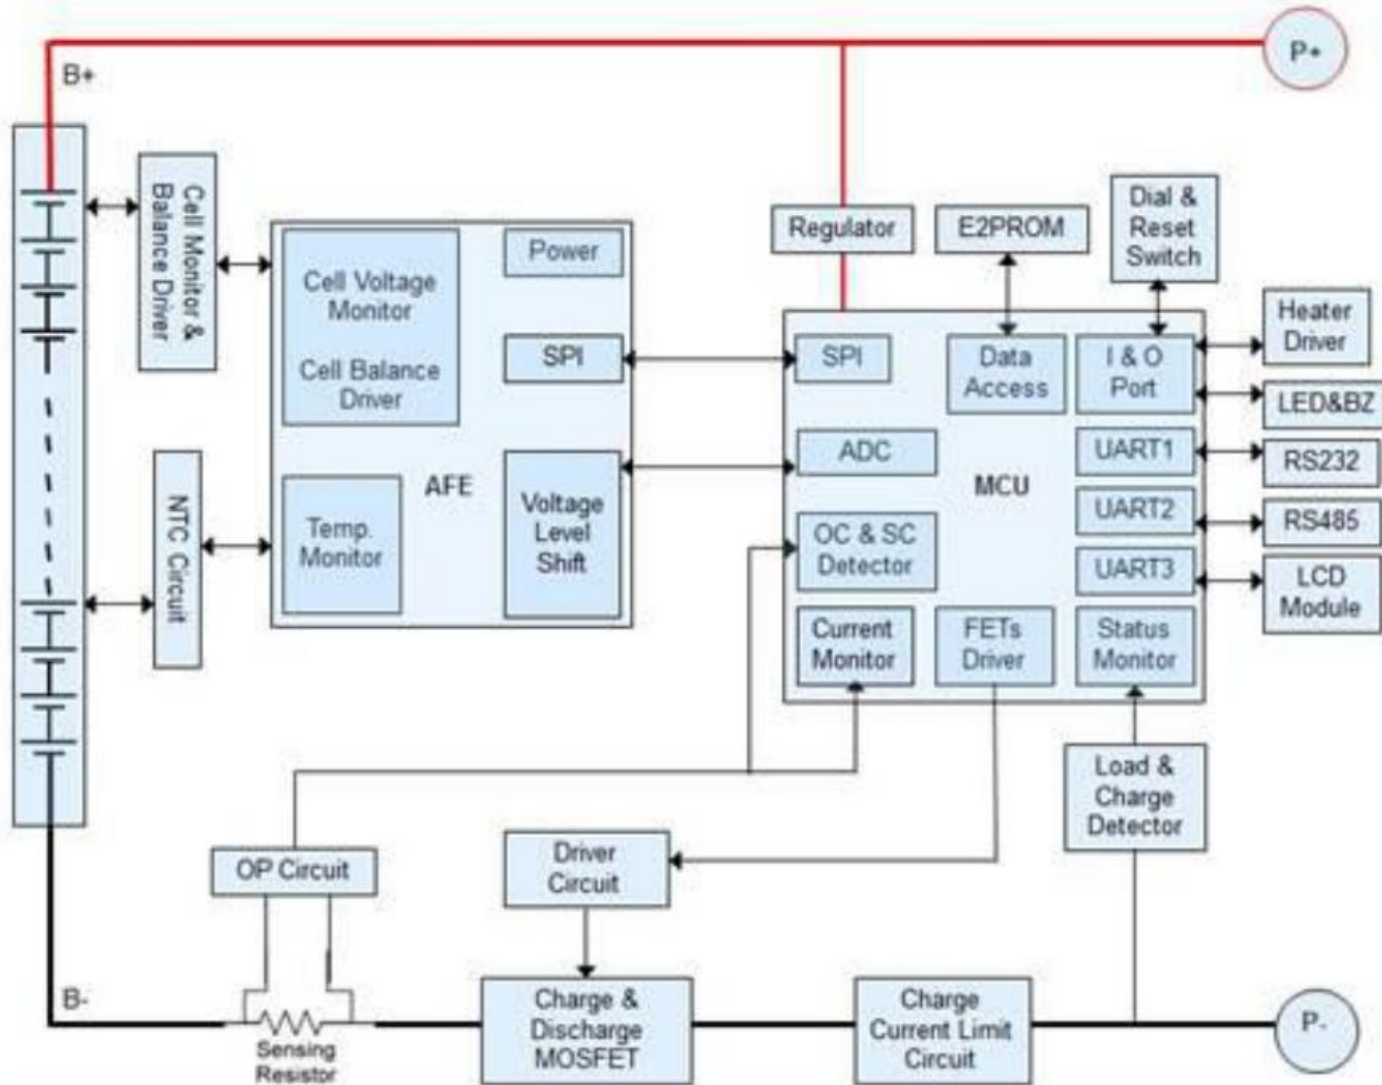 P+
B+
Cell Monitor &
Balance Driver
Cell Voltage
Monitor
Cell Balance
Driver
Power
SPI
AFE
Temp.
Monitor
Voltage
Level
Shift
NTC Circuit
Regulator
E2PROM
Dial &
Reset
Switch
SPI
Data
Access
I & O
Port
Heater
Driver
LED&BZ
ADC
MCU
UART1
RS232
OC & SC
Detector
UART2
RS485
UART3
LCD
Module
Current
Monitor
FETs
Driver
Status
Monitor
Load &
Charge
Detector
OP Circuit
Driver
Circuit
B-
Sensing
Resistor
Charge &
Discharge
MOSFET
Charge
Current Limit
Circuit
P-